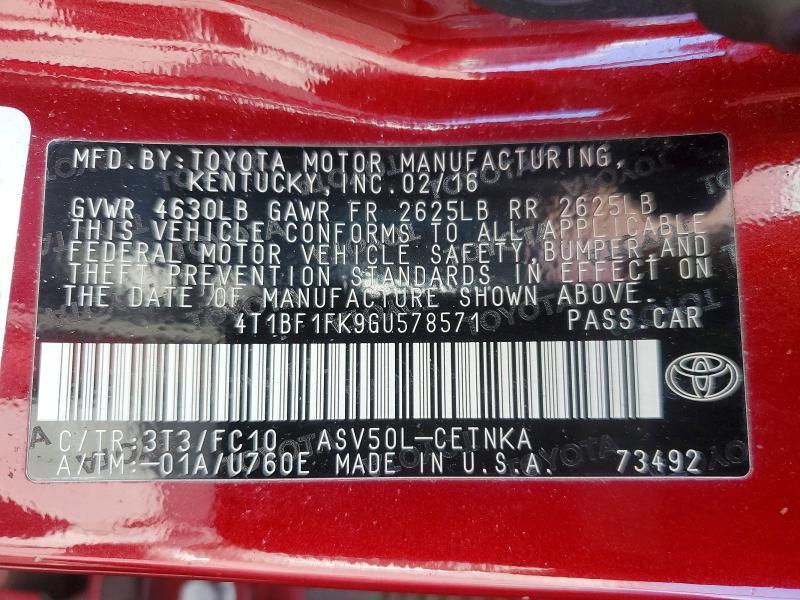 MFD. BY: TOYOTA MOTOR MANUFACTURING,
KENTUCKY, INC. 02/16
GVWR 4630LB GAWR FR 2625LB RR 2625LB
THIS VEHICLE CONFORMS TO ALL APPLICABLE
FEDERAL MOTOR VEHICLE SAFETY, BUMPER, AND
THEFT PREVENTION STANDARDS IN EFFECT ON
THE DATE OF MANUFACTURE SHOWN ABOVE.
4T1BF1FK9GU578571 PASS. CAR
C/TR: 3T3/FC10 ASV50L-CETNKA
A/TM: -01A/U760E MADE IN U.S.A. 73492